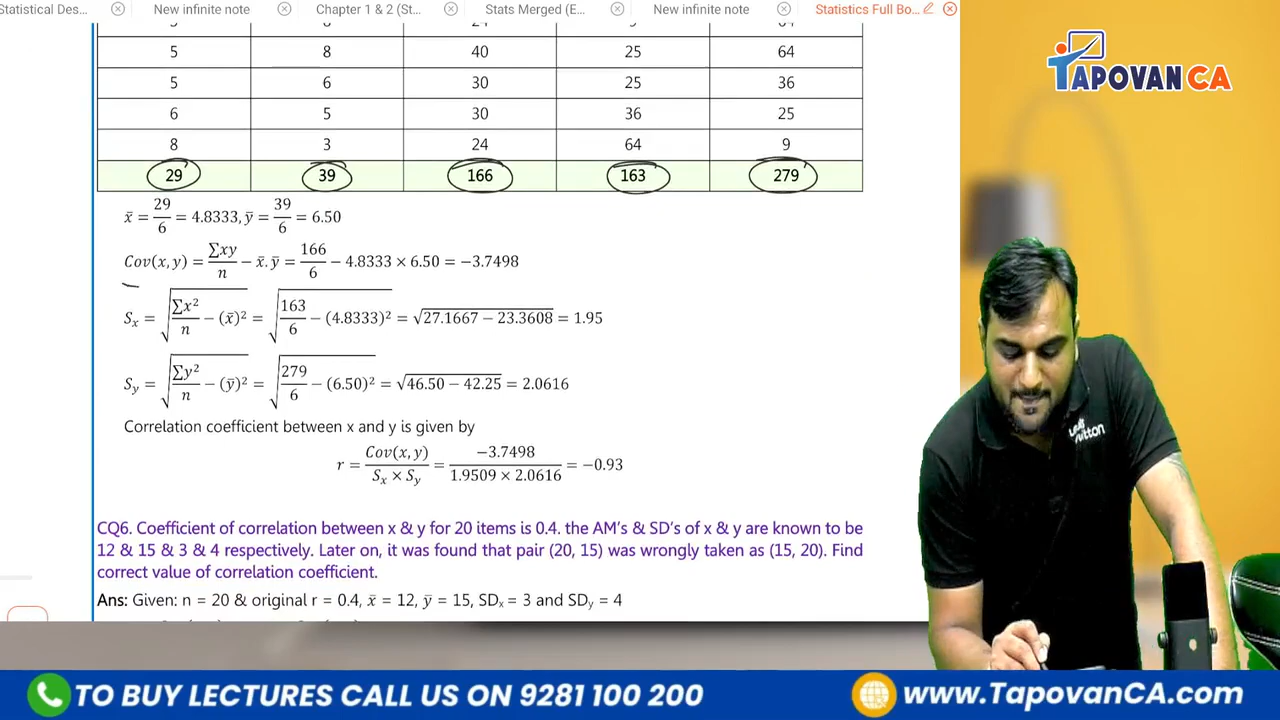 Statistical Des...
New infinite note
Chapter 1 & 2 (St...
Stats Merged (E...
New infinite note
Statistics Full Bo...
TAPOVAN CA
5 8 40 25 64
5 6 30 25 36
6 5 30 36 25
8 3 24 64 9
29 39 166 163 279
x̄ = 29/6 = 4.8333, ȳ = 39/6 = 6.50
Cov(x, y) = ∑xy/n − x̄.ȳ = 166/6 − 4.8333 × 6.50 = −3.7498
Sₓ = √(∑x²/n − (x̄)²) = √(163/6 − (4.8333)²) = √(27.1667 − 23.3608) = 1.95
Sᵧ = √(∑y²/n − (ȳ)²) = √(279/6 − (6.50)²) = √(46.50 − 42.25) = 2.0616
Correlation coefficient between x and y is given by
r = Cov(x, y)/(Sₓ × Sᵧ) = −3.7498/(1.9509 × 2.0616) = −0.93
CQ6. Coefficient of correlation between x & y for 20 items is 0.4. the AM's & SD's of x & y are known to be
12 & 15 & 3 & 4 respectively. Later on, it was found that pair (20, 15) was wrongly taken as (15, 20). Find
correct value of correlation coefficient.
Ans: Given: n = 20 & original r = 0.4, x̄ = 12, ȳ = 15, SDₓ = 3 and SDᵧ = 4
TO BUY LECTURES CALL US ON 9281 100 200
www.TapovanCA.com